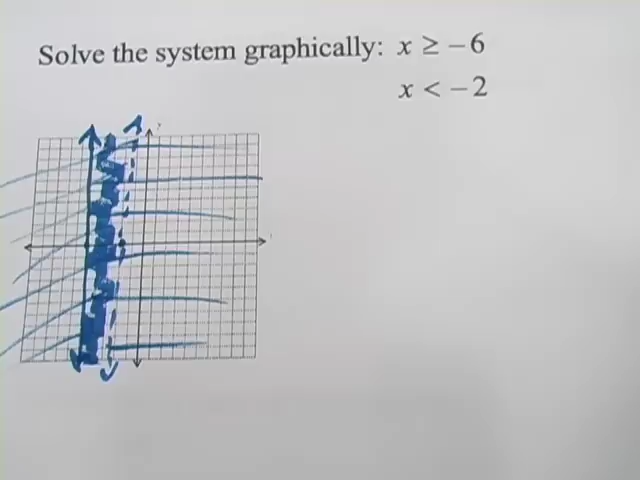 Solve the system graphically: x ≥ −6
x < −2